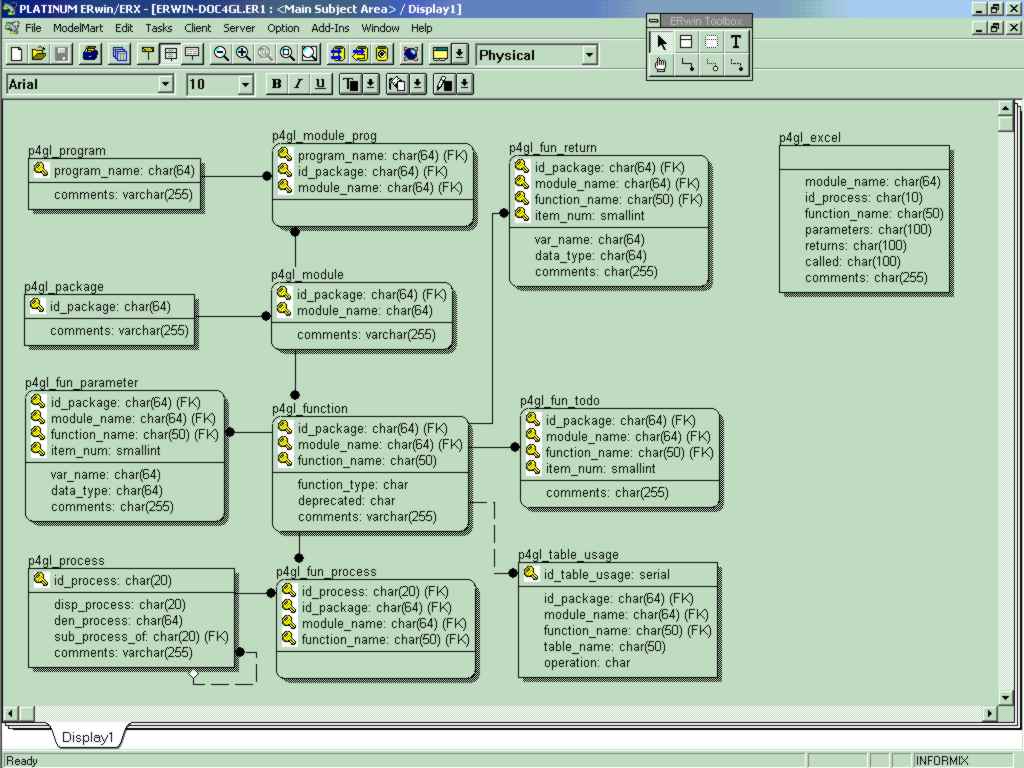 PLATINUM ERwin/ERX - [ERWIN-DOC4GL.ER1 : <Main Subject Area> / Display1]
File ModelMart Edit Tasks Client Server Option Add-Ins Window Help
ERwin Toolbox
T
Physical
Arial
10
B I U
p4gl_program
program_name: char(64)
comments: varchar(255)
p4gl_module_prog
program_name: char(64) (FK)
id_package: char(64) (FK)
module_name: char(64) (FK)
p4gl_fun_return
id_package: char(64) (FK)
module_name: char(64) (FK)
function_name: char(50) (FK)
item_num: smallint
var_name: char(64)
data_type: char(64)
comments: char(255)
p4gl_excel
module_name: char(64)
id_process: char(10)
function_name: char(50)
parameters: char(100)
returns: char(100)
called: char(100)
comments: char(255)
p4gl_package
id_package: char(64)
comments: varchar(255)
p4gl_module
id_package: char(64) (FK)
module_name: char(64)
comments: varchar(255)
p4gl_fun_parameter
id_package: char(64) (FK)
module_name: char(64) (FK)
function_name: char(50) (FK)
item_num: smallint
var_name: char(64)
data_type: char(64)
comments: char(255)
p4gl_function
id_package: char(64) (FK)
module_name: char(64) (FK)
function_name: char(50)
function_type: char
deprecated: char
comments: varchar(255)
p4gl_fun_todo
id_package: char(64) (FK)
module_name: char(64) (FK)
function_name: char(50) (FK)
item_num: smallint
comments: char(255)
p4gl_process
id_process: char(20)
disp_process: char(20)
den_process: char(64)
sub_process_of: char(20) (FK)
comments: varchar(255)
p4gl_fun_process
id_process: char(20) (FK)
id_package: char(64) (FK)
module_name: char(64) (FK)
function_name: char(50) (FK)
p4gl_table_usage
id_table_usage: serial
id_package: char(64) (FK)
module_name: char(64) (FK)
function_name: char(50) (FK)
table_name: char(50)
operation: char
Display1
Ready
INFORMIX